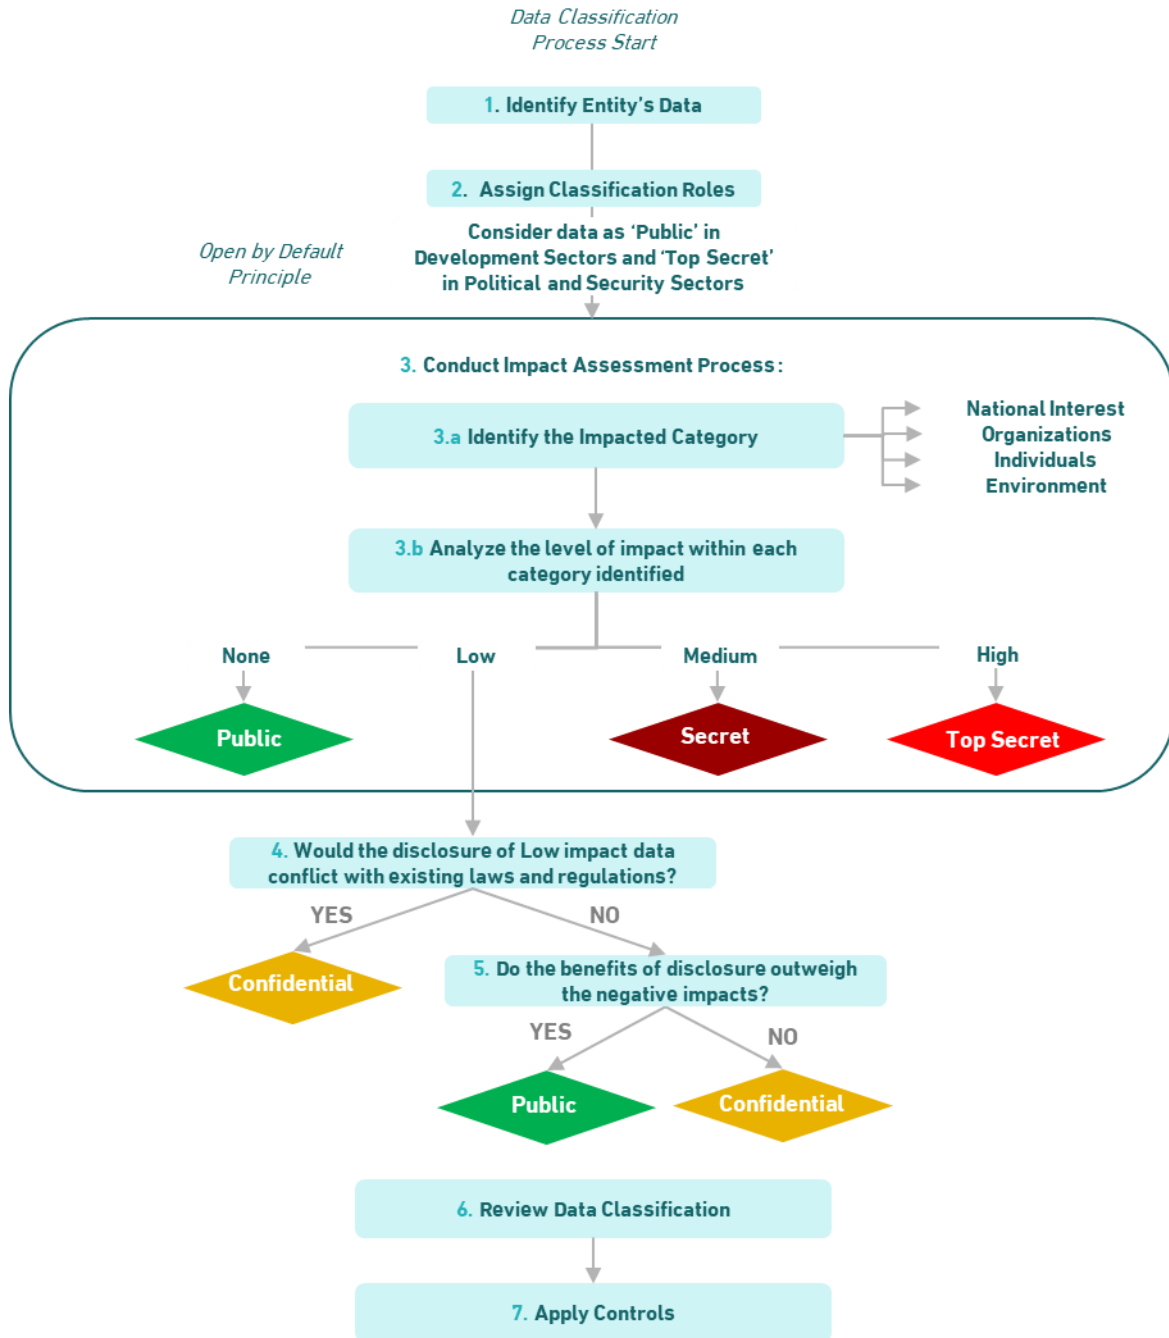 Data Classification
Process Start
1. Identify Entity's Data
2. Assign Classification Roles
Open by Default
Principle
Consider data as ‘Public’ in
Development Sectors and ‘Top Secret’
in Political and Security Sectors
3. Conduct Impact Assessment Process:
3.a Identify the Impacted Category
National Interest
Organizations
Individuals
Environment
3.b Analyze the level of impact within each
category identified
None
Low
Medium
High
Public
Secret
Top Secret
4. Would the disclosure of Low impact data
conflict with existing laws and regulations?
YES
NO
Confidential
5. Do the benefits of disclosure outweigh
the negative impacts?
YES
NO
Public
Confidential
6. Review Data Classification
7. Apply Controls